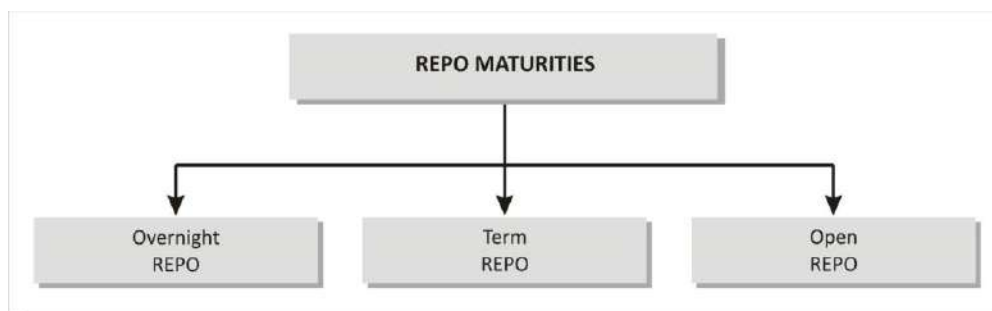 REPO MATURITIES
Overnight
REPO
Term
REPO
Open
REPO